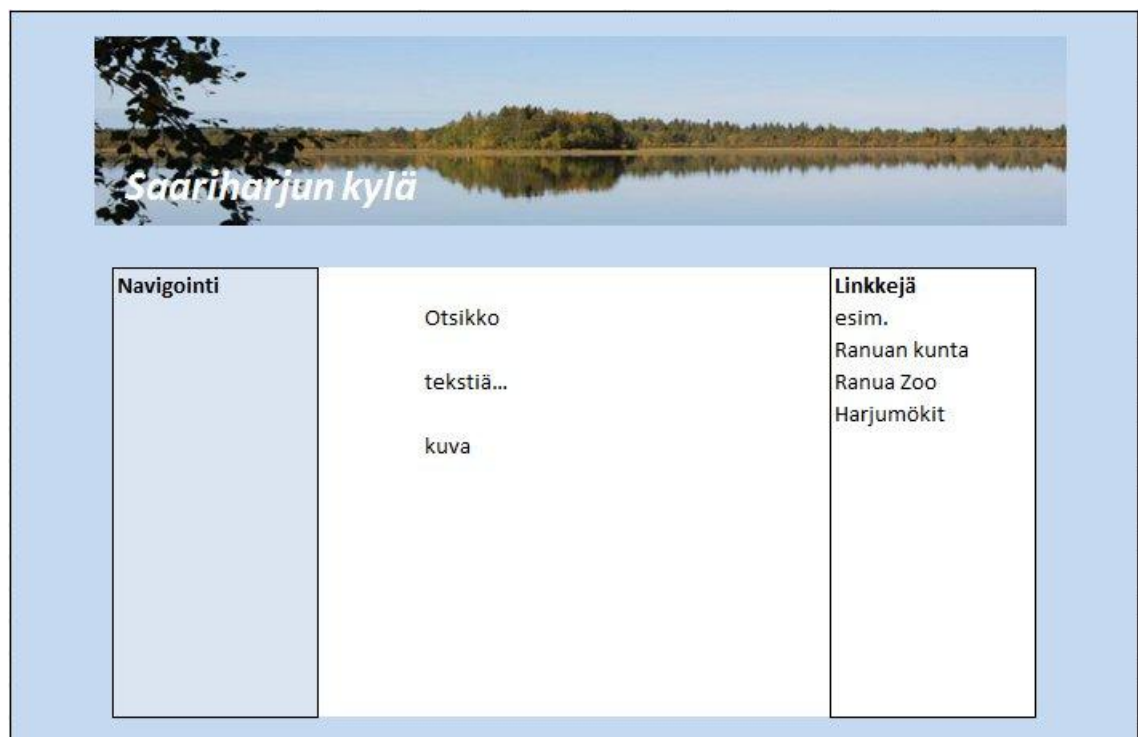 Saariharjun kylä
Navigointi
Otsikko
tekstiä...
kuva
Linkkejä
esim.
Ranuan kunta
Ranua Zoo
Harjumökit